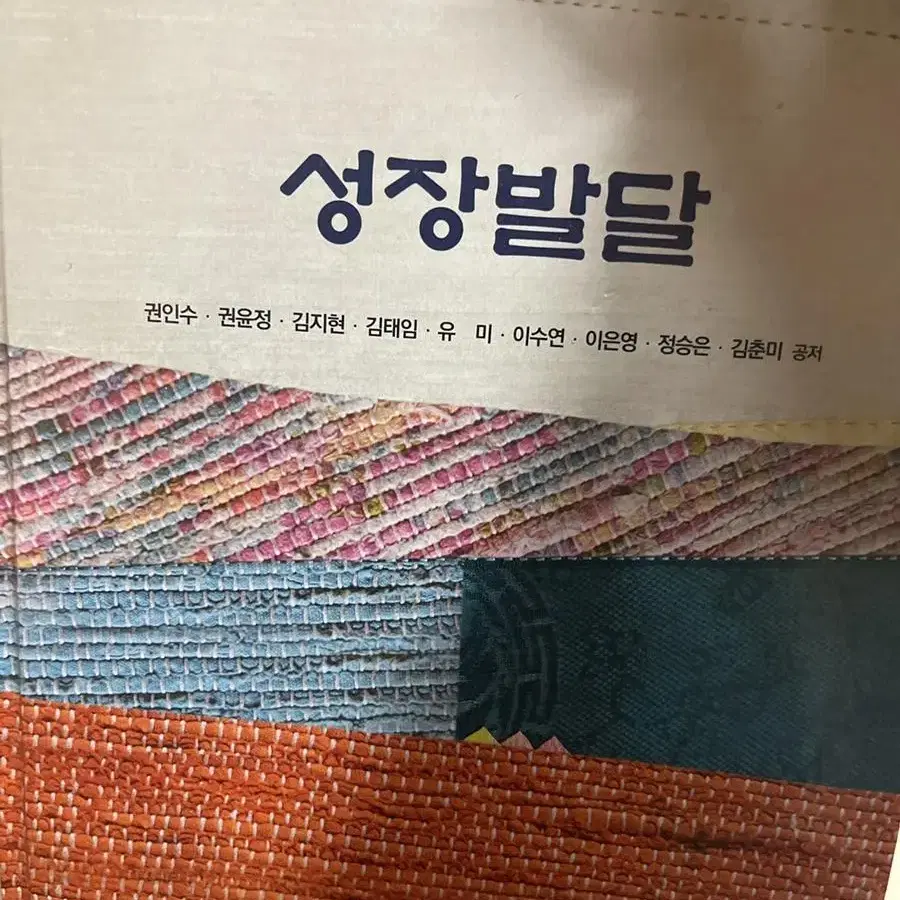 성장발달
권인수 · 권윤정 · 김지현 · 김태임 · 유 미 · 이수연 · 이은영 · 정승은 · 김춘미 공저